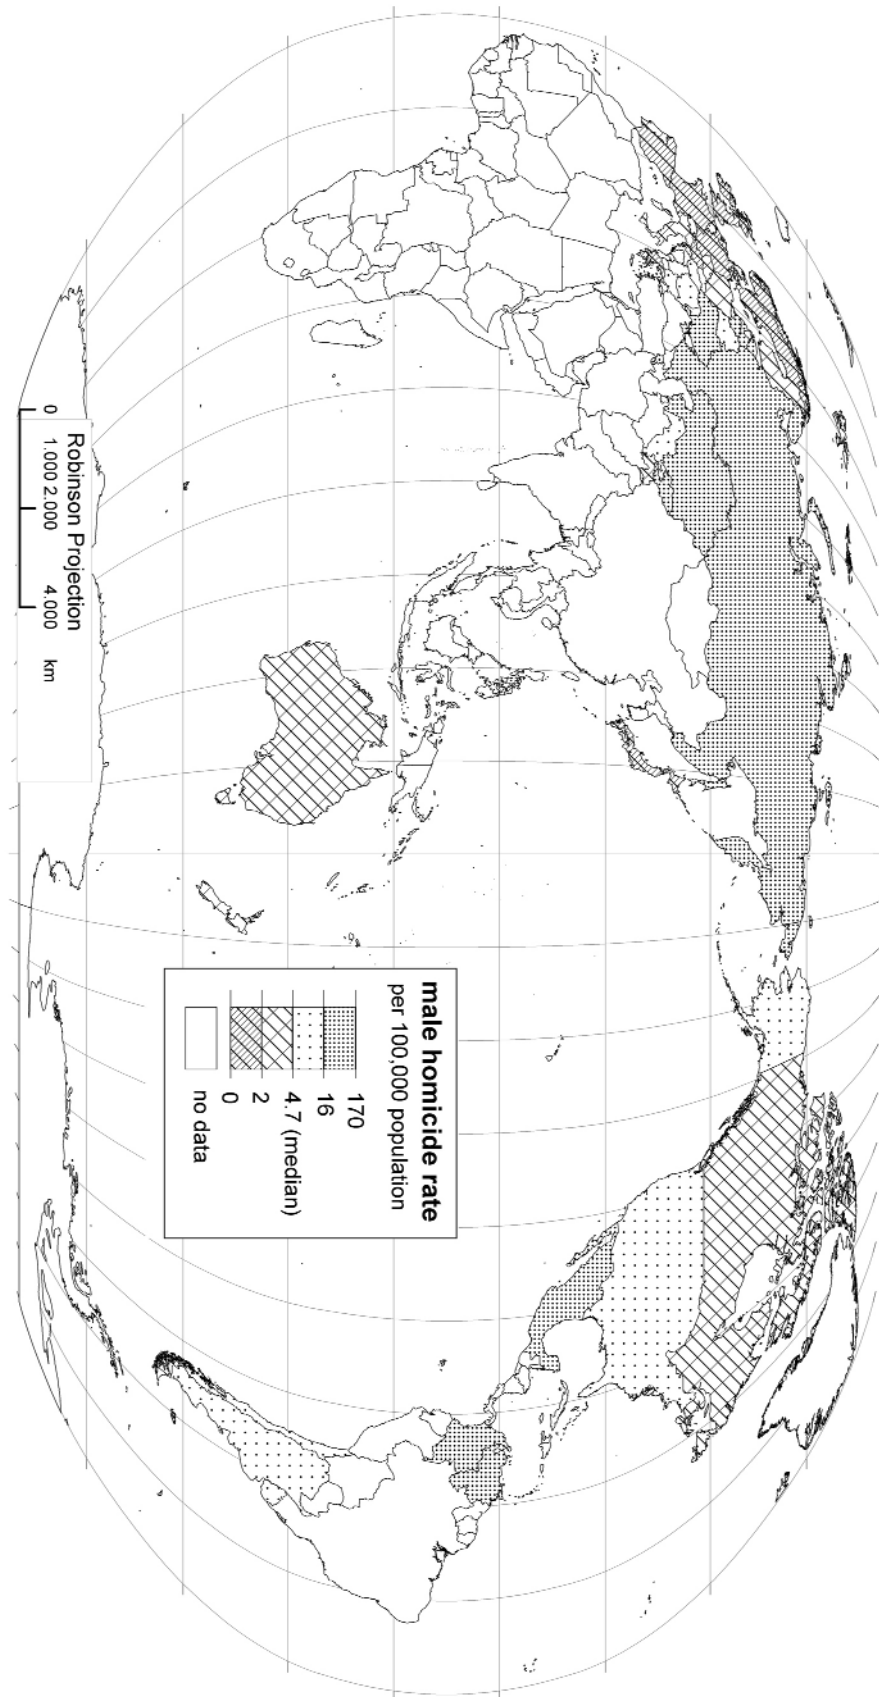 male homicide rate
per 100,000 population
170
16
4.7 (median)
2
0
no data
Robinson Projection
0 1.000 2.000 4.000 km